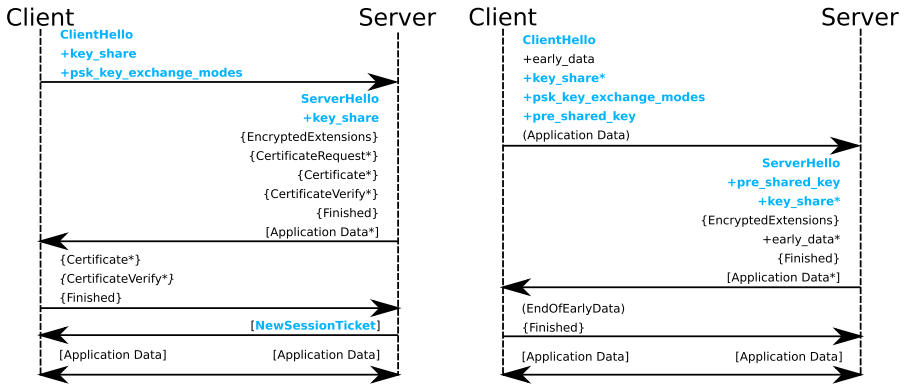 Client
Server
ClientHello
+key_share
+psk_key_exchange_modes
ServerHello
+key_share
{EncryptedExtensions}
{CertificateRequest*}
{Certificate*}
{CertificateVerify*}
{Finished}
[Application Data*]
{Certificate*}
{CertificateVerify*}
{Finished}
[NewSessionTicket]
[Application Data]
[Application Data]
Client
Server
ClientHello
+early_data
+key_share*
+psk_key_exchange_modes
+pre_shared_key
(Application Data)
ServerHello
+pre_shared_key
+key_share*
{EncryptedExtensions}
+early_data*
{Finished}
[Application Data*]
(EndOfEarlyData)
{Finished}
[Application Data]
[Application Data]